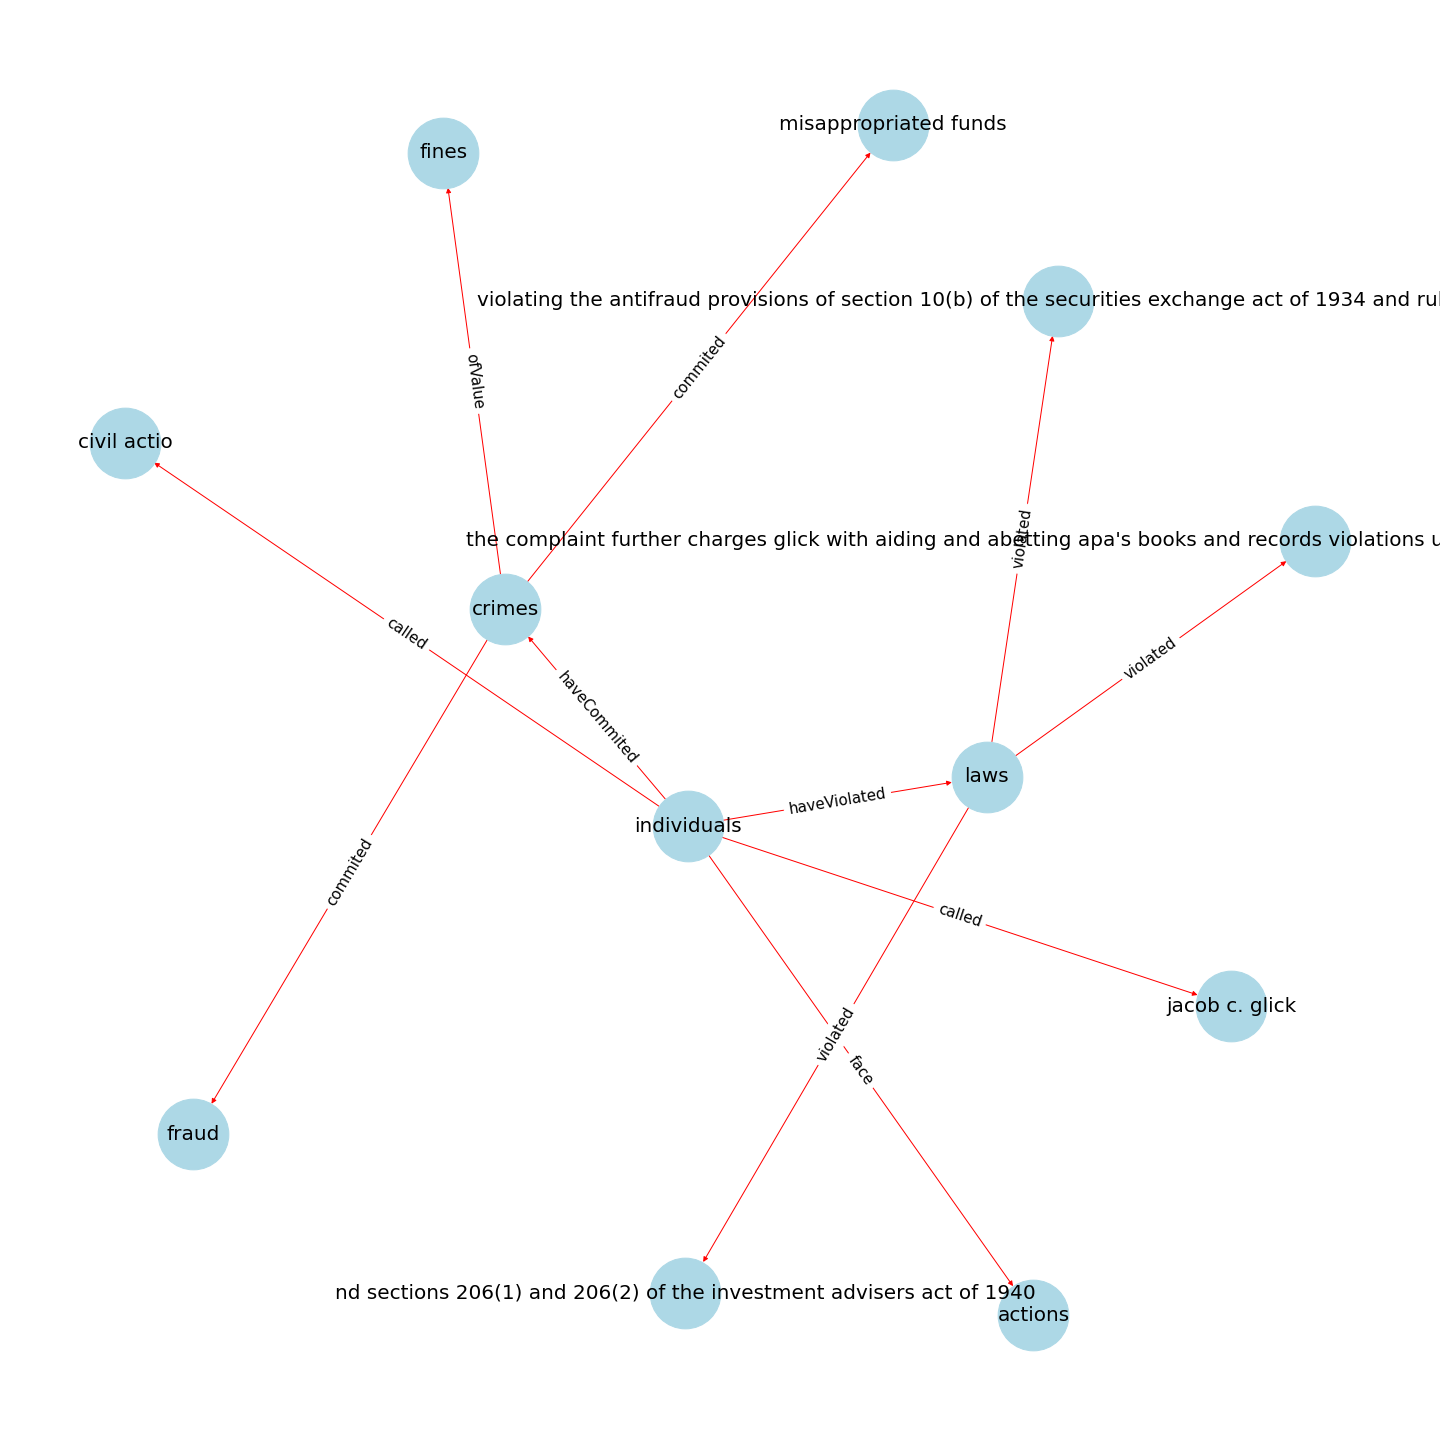 misappropriated funds
fines
violating the antifraud provisions of section 10(b) of the securities exchange act of 1934 and rul
ofValue
commited
civil actio
violated
the complaint further charges glick with aiding and abetting apa's books and records violations u
crimes
called
violated
haveCommited
laws
haveViolated
individuals
commited
called
jacob c. glick
violated
face
fraud
nd sections 206(1) and 206(2) of the investment advisers act of 1940
actions